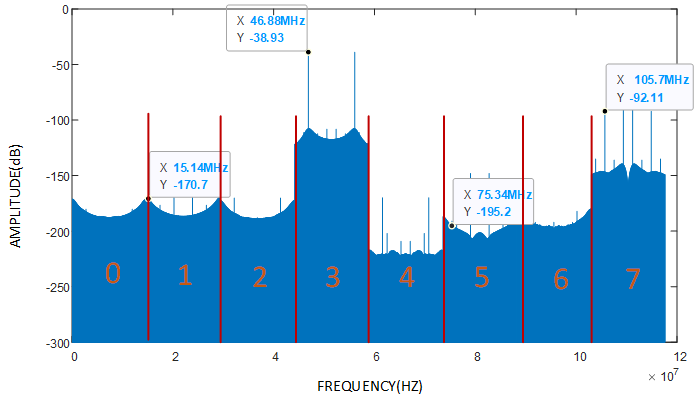 0
-50
-100
-150
-200
-250
-300
AMPLITUDE(dB)
X 46.88MHz
Y -38.93
X 15.14MHz
Y -170.7
X 75.34MHz
Y -195.2
X 105.7MHz
Y -92.11
0 1 2 3 4 5 6 7
0 2 4 6 8 10 12
× 10⁷
FREQUENCY(HZ)